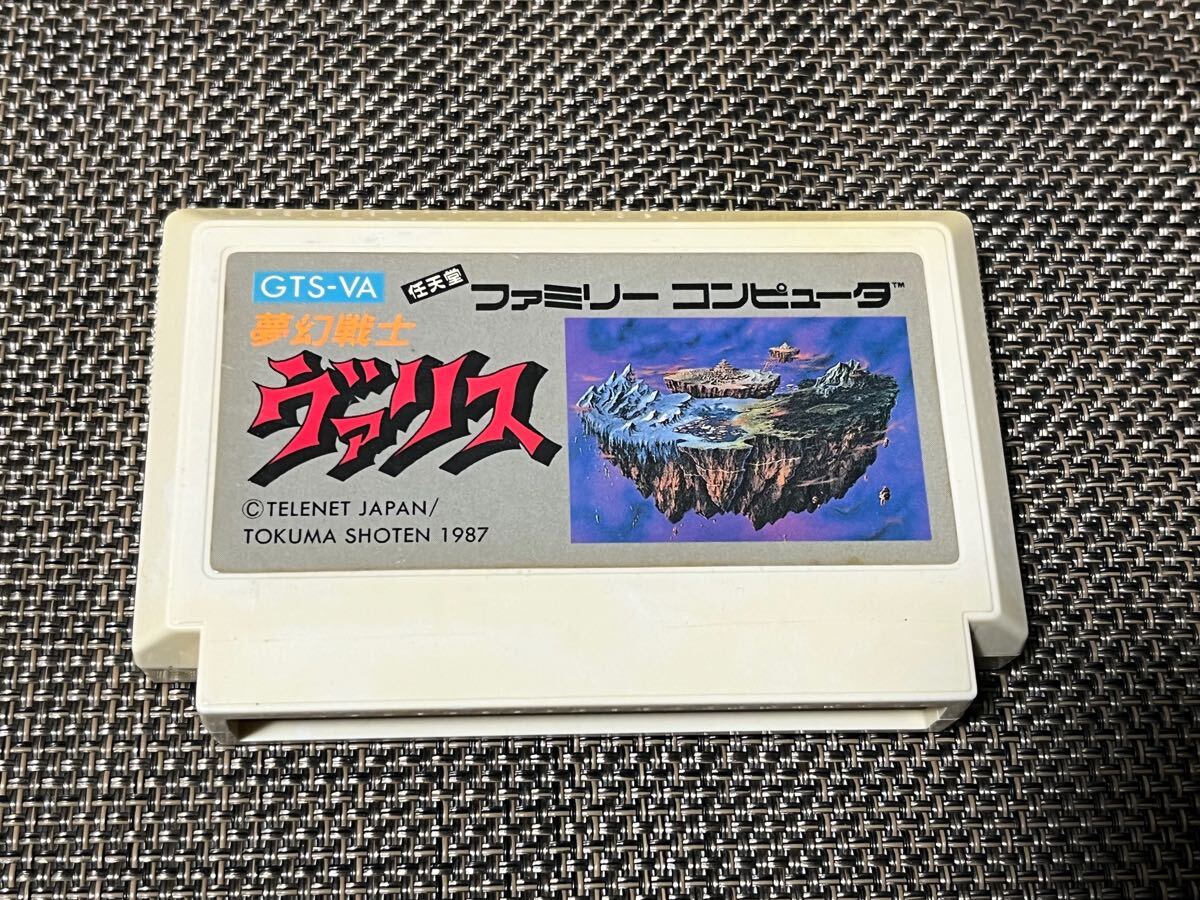 GTS-VA
任天堂 ファミリー コンピュータ™
夢幻戦士
ヴァリス
©TELENET JAPAN/
TOKUMA SHOTEN 1987